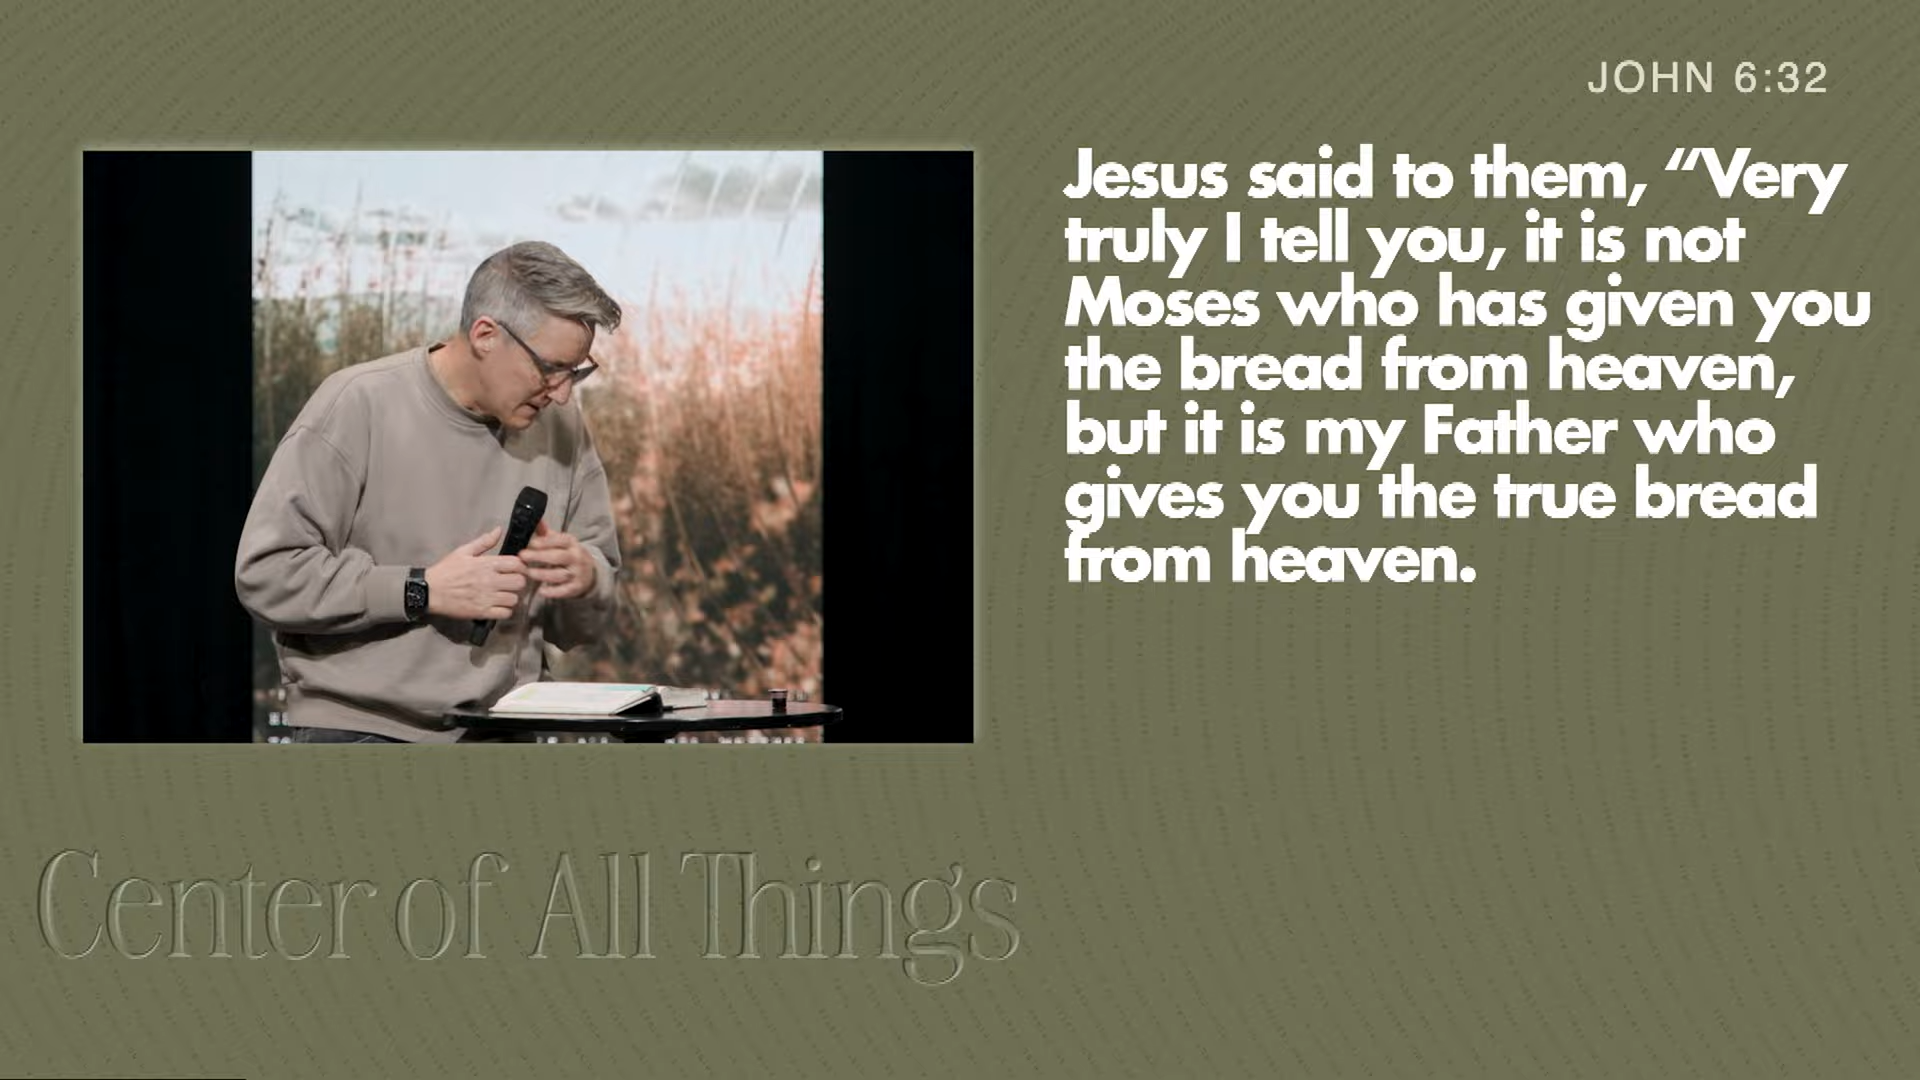 JOHN 6:32
Jesus said to them, “Very
truly I tell you, it is not
Moses who has given you
the bread from heaven,
but it is my Father who
gives you the true bread
from heaven.
Center of All Things